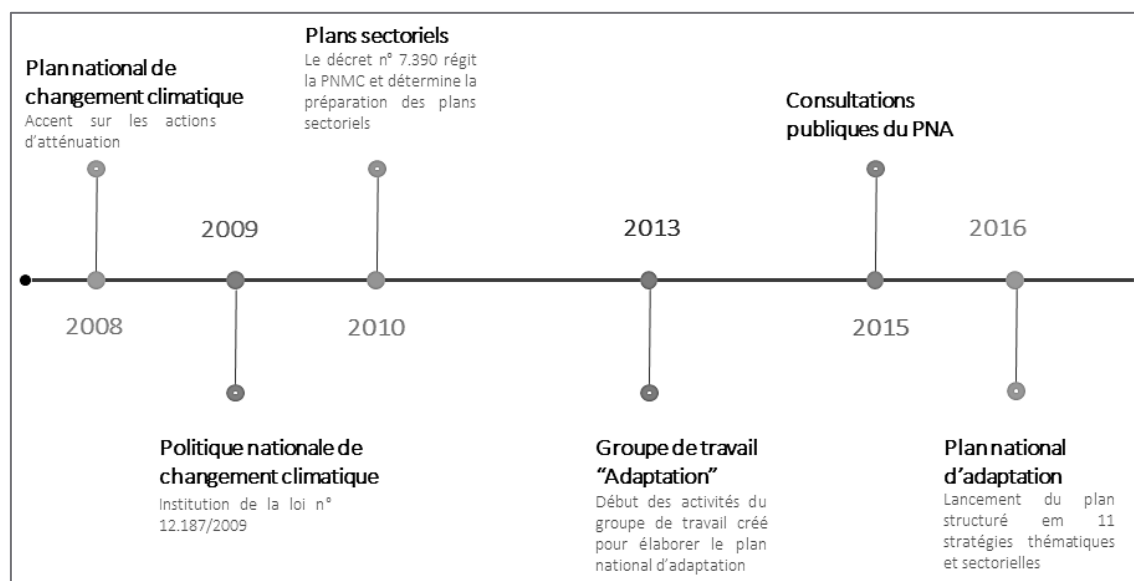 Plan national de
changement climatique
Accent sur les actions
d’atténuation
2008
2009
Politique nationale de
changement climatique
Institution de la loi n°
12.187/2009
Plans sectoriels
Le décret n° 7.390 régit
la PNMC et détermine la
préparation des plans
sectoriels
2010
2013
Groupe de travail
“Adaptation”
Début des activités du
groupe de travail créé
pour élaborer le plan
national d’adaptation
Consultations
publiques du PNA
2015
2016
Plan national
d’adaptation
Lancement du plan
structuré em 11
stratégies thématiques
et sectorielles